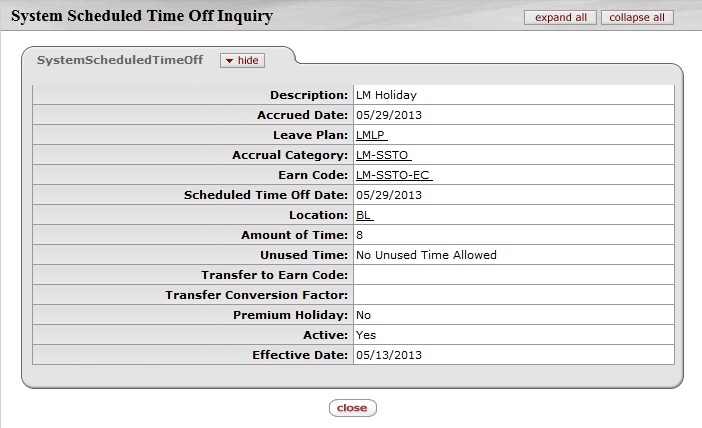 System Scheduled Time Off Inquiry expand all collapse all
SystemScheduledTimeOff hide
Description: LM Holiday
Accrued Date: 05/29/2013
Leave Plan: LMLP
Accrual Category: LM-SSTO
Earn Code: LM-SSTO-EC
Scheduled Time Off Date: 05/29/2013
Location: BL
Amount of Time: 8
Unused Time: No Unused Time Allowed
Transfer to Earn Code:
Transfer Conversion Factor:
Premium Holiday: No
Active: Yes
Effective Date: 05/13/2013
close